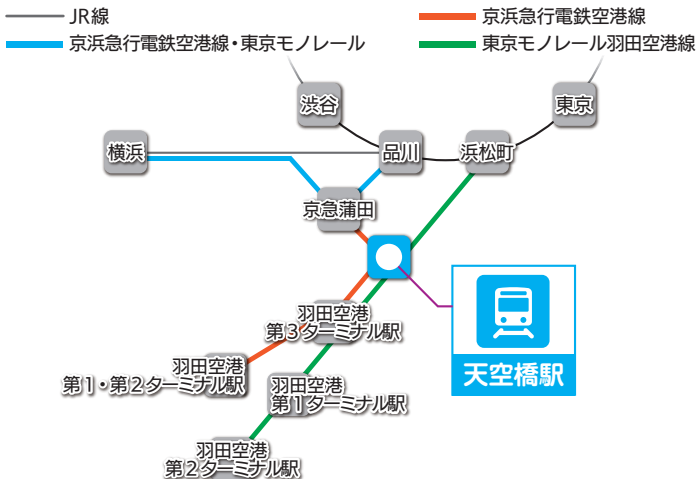 JR線
京浜急行電鉄空港線
京浜急行電鉄空港線・東京モノレール
東京モノレール羽田空港線
渋谷
東京
横浜
品川
浜松町
京急蒲田
羽田空港
第3ターミナル駅
天空橋駅
羽田空港
第1・第2ターミナル駅
羽田空港
第1ターミナル駅
羽田空港
第2ターミナル駅